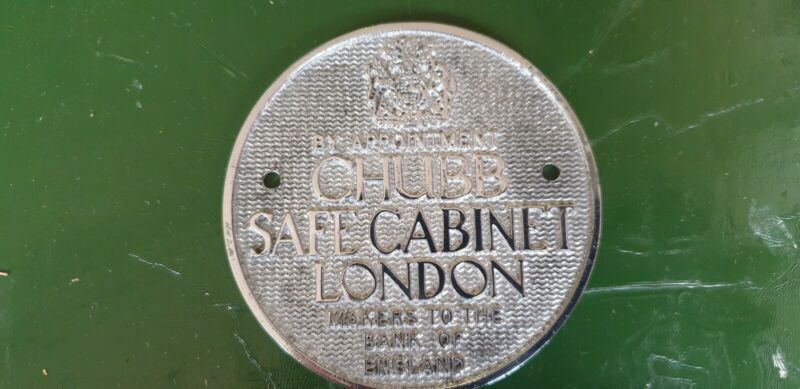 BY APPOINTMENT
CHUBB
SAFE CABINET
LONDON
MAKERS TO THE
BANK OF
ENGLAND